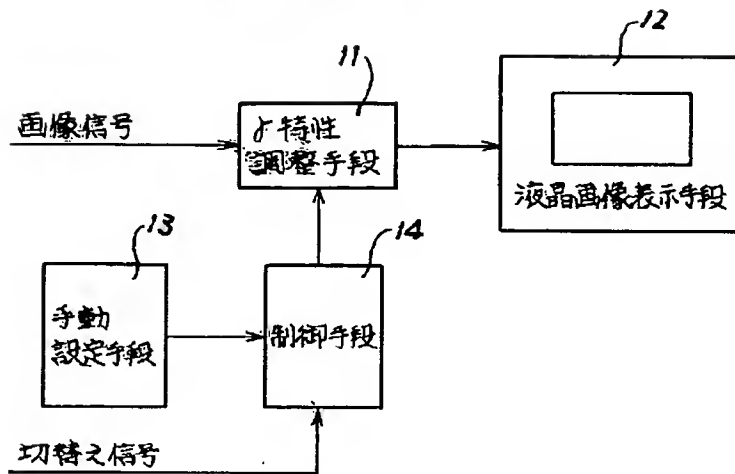 12
11
画像信号
γ特性
調整手段
液晶画像表示手段
13
14
手動
設定手段
制御手段
切替え信号